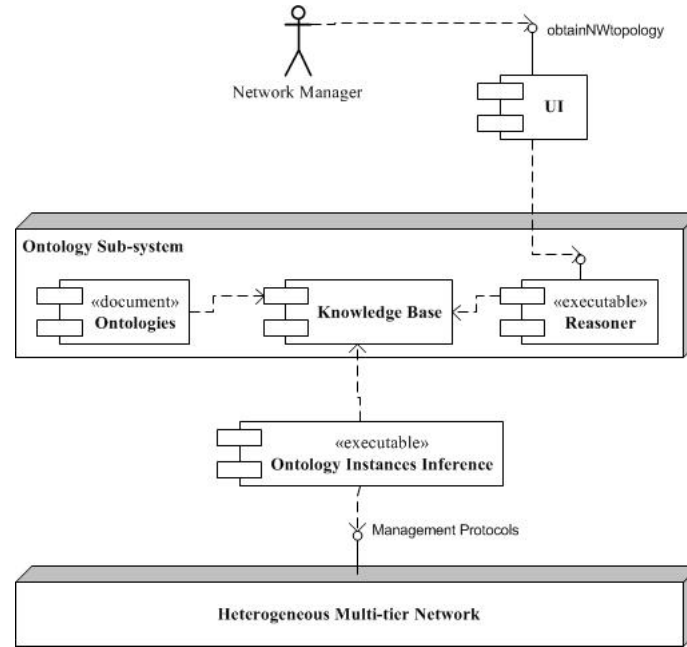 obtainNWtopology
Network Manager
UI
Ontology Sub-system
«document»
Ontologies
Knowledge Base
«executable»
Reasoner
«executable»
Ontology Instances Inference
Management Protocols
Heterogeneous Multi-tier Network